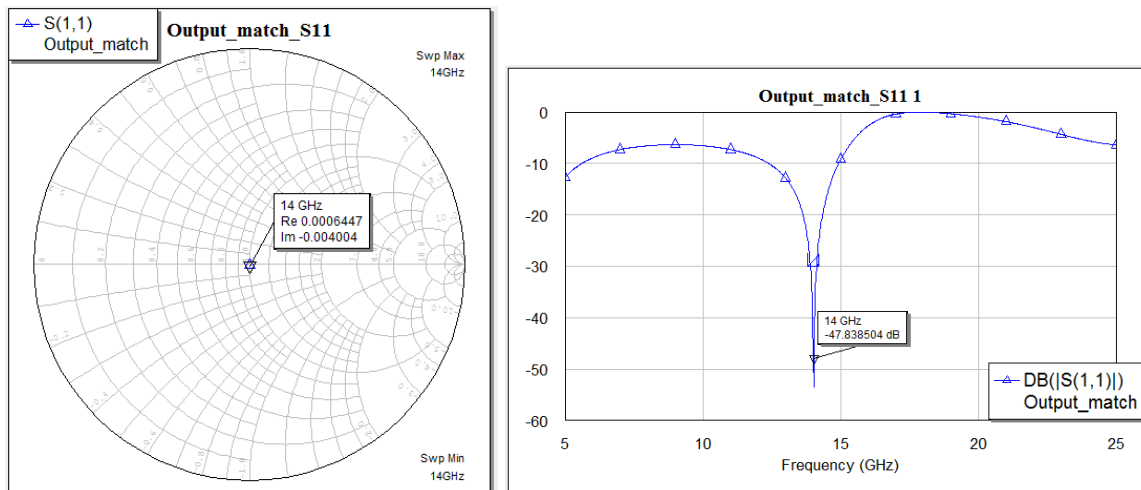 S(1,1)
Output_match
Output_match_S11
Swp Max
14GHz
14 GHz
Re 0.0006447
Im -0.004004
Swp Min
14GHz
Output_match_S11 1
0
-10
-20
-30
-40
-50
-60
14 GHz
-47.838504 dB
DB(|S(1,1)|)
Output_match
5
10
15
20
25
Frequency (GHz)